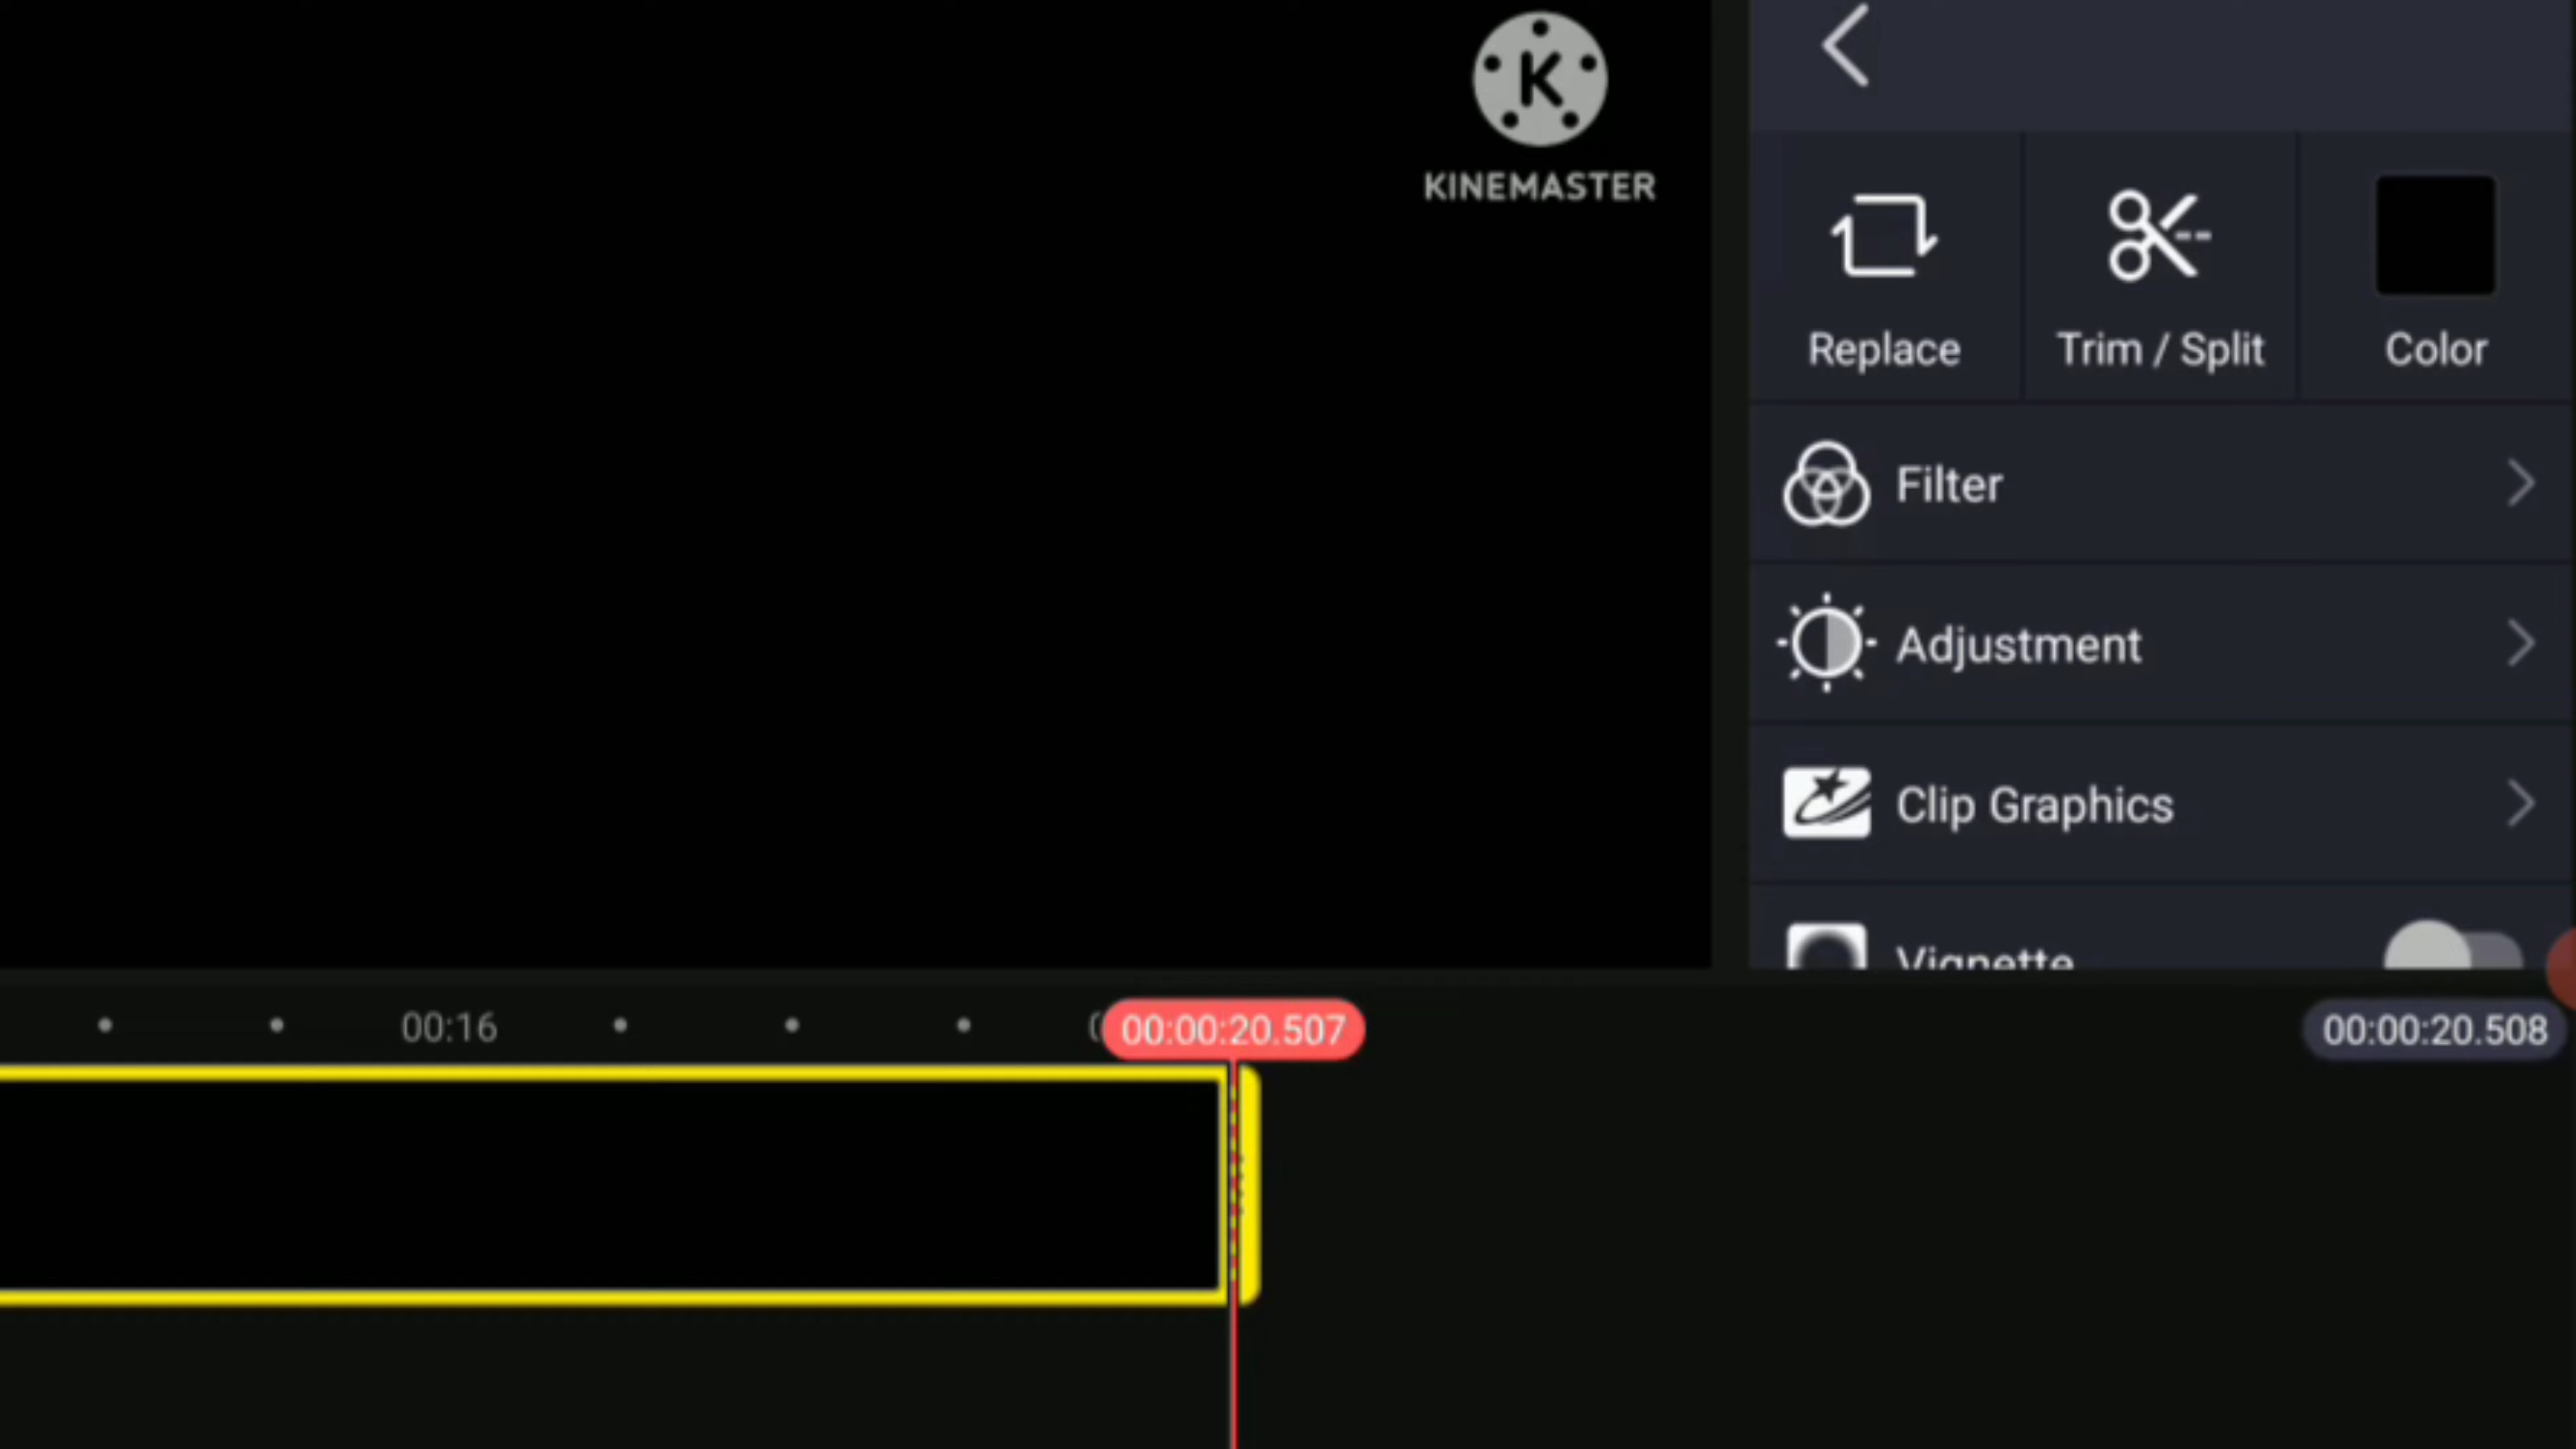 K
KINEMASTER
Replace
Trim / Split
Color
Filter
Adjustment
Clip Graphics
Vignette
00:16
00:00:20.507
00:00:20.508